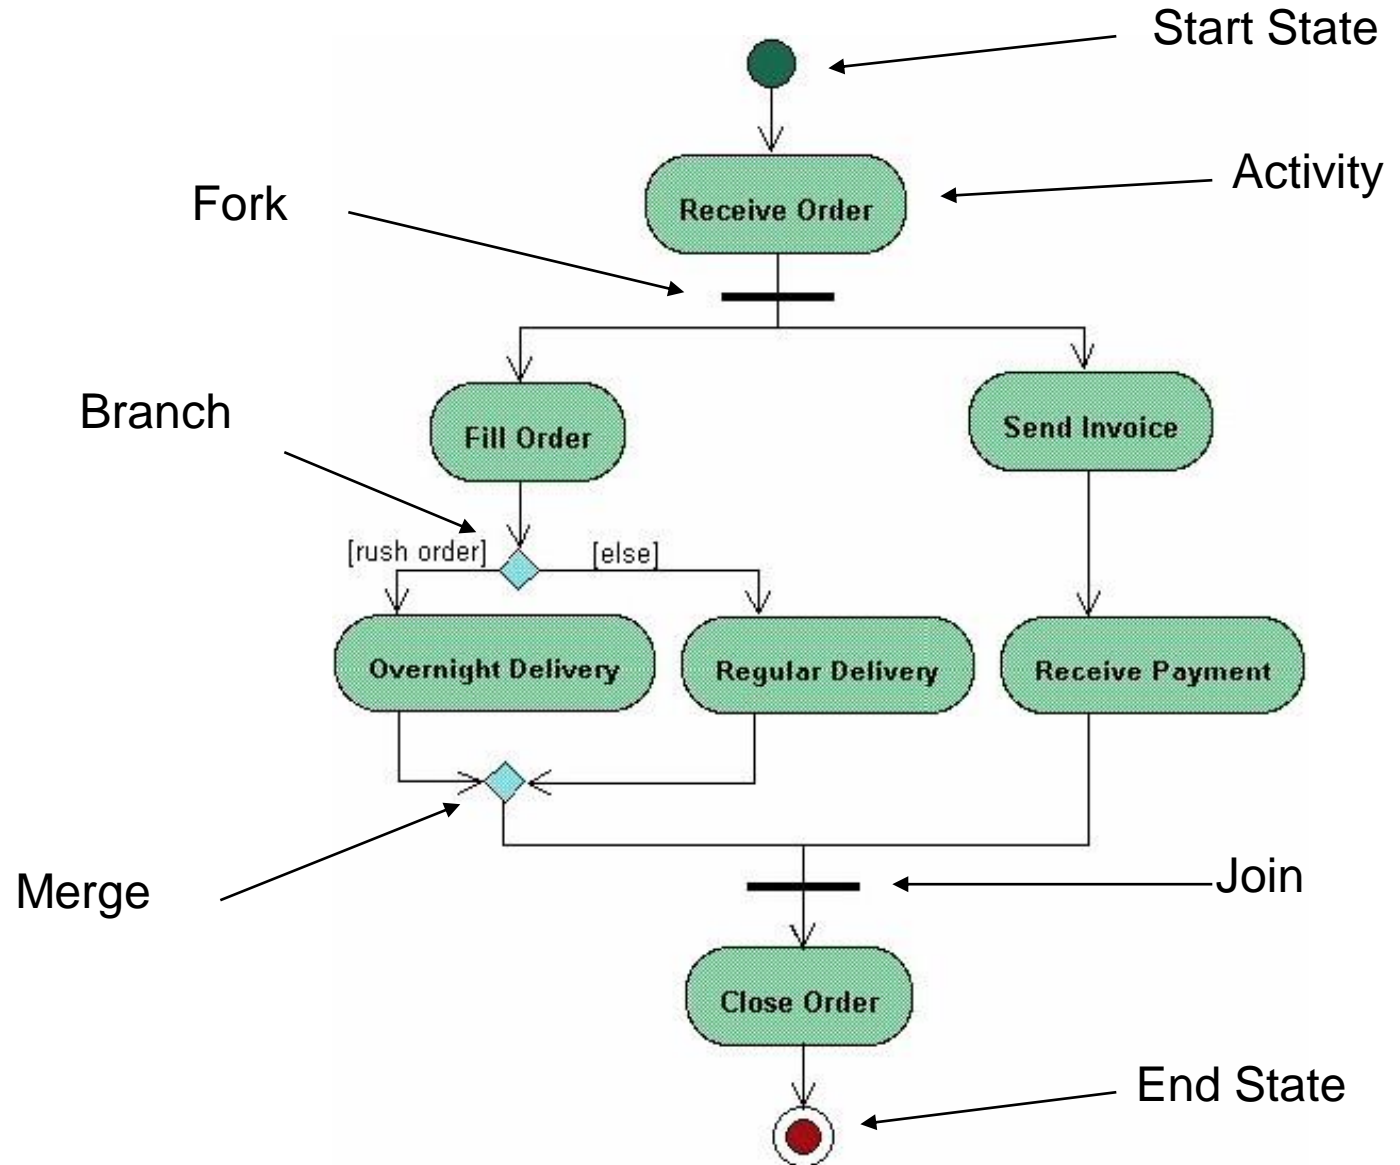 Start State
Activity
Receive Order
Fork
Branch
Fill Order
Send Invoice
[rush order]
[else]
Overnight Delivery
Regular Delivery
Receive Payment
Merge
Join
Close Order
End State